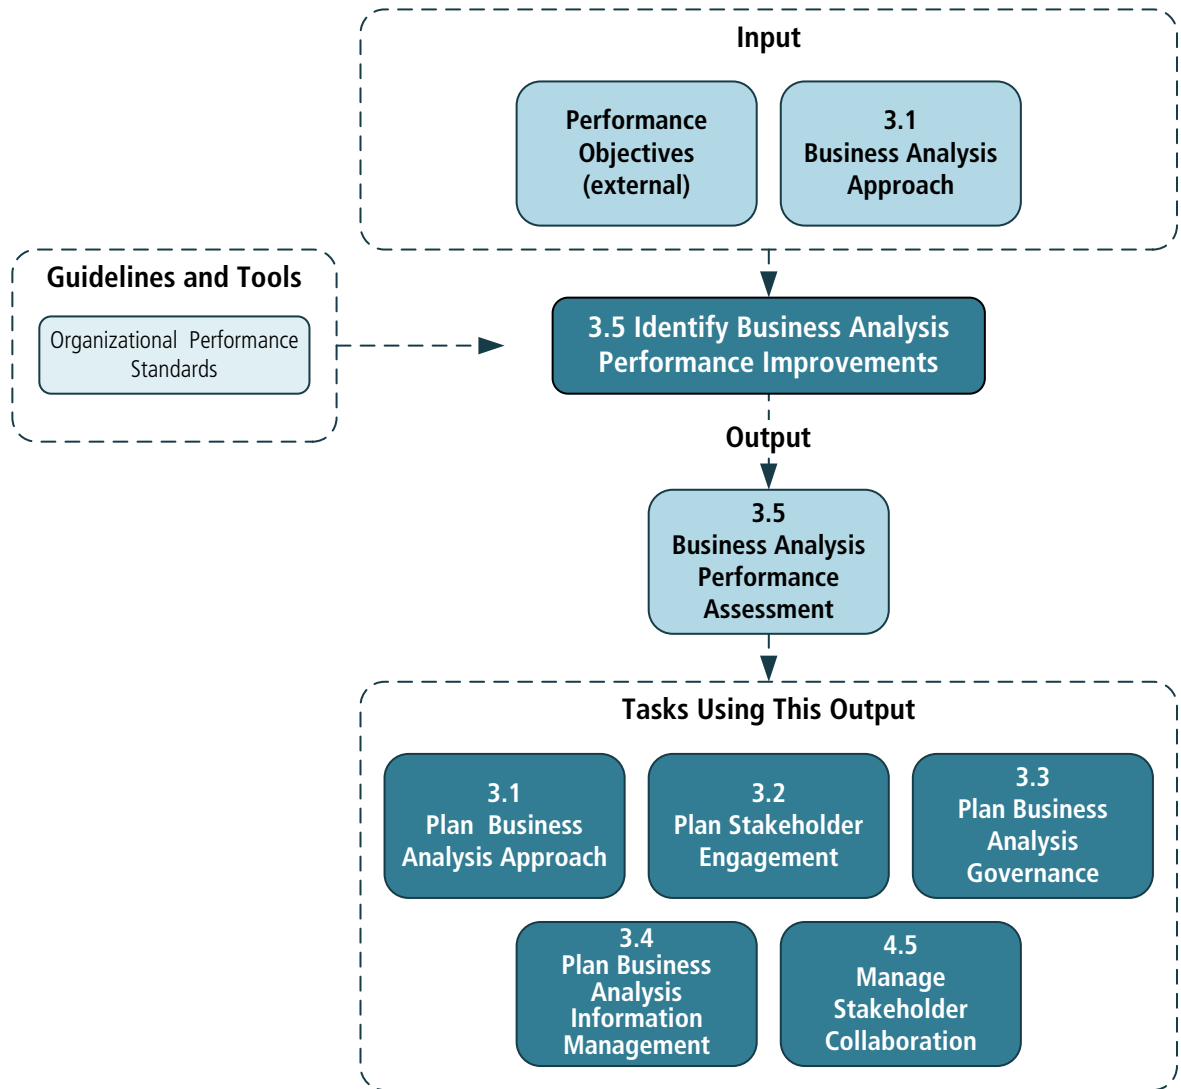 Input
Performance
Objectives
(external)
3.1
Business Analysis
Approach
Guidelines and Tools
Organizational Performance
Standards
3.5 Identify Business Analysis
Performance Improvements
Output
3.5
Business Analysis
Performance
Assessment
Tasks Using This Output
3.1
Plan Business
Analysis Approach
3.2
Plan Stakeholder
Engagement
3.3
Plan Business
Analysis
Governance
3.4
Plan Business
Analysis
Information
Management
4.5
Manage
Stakeholder
Collaboration